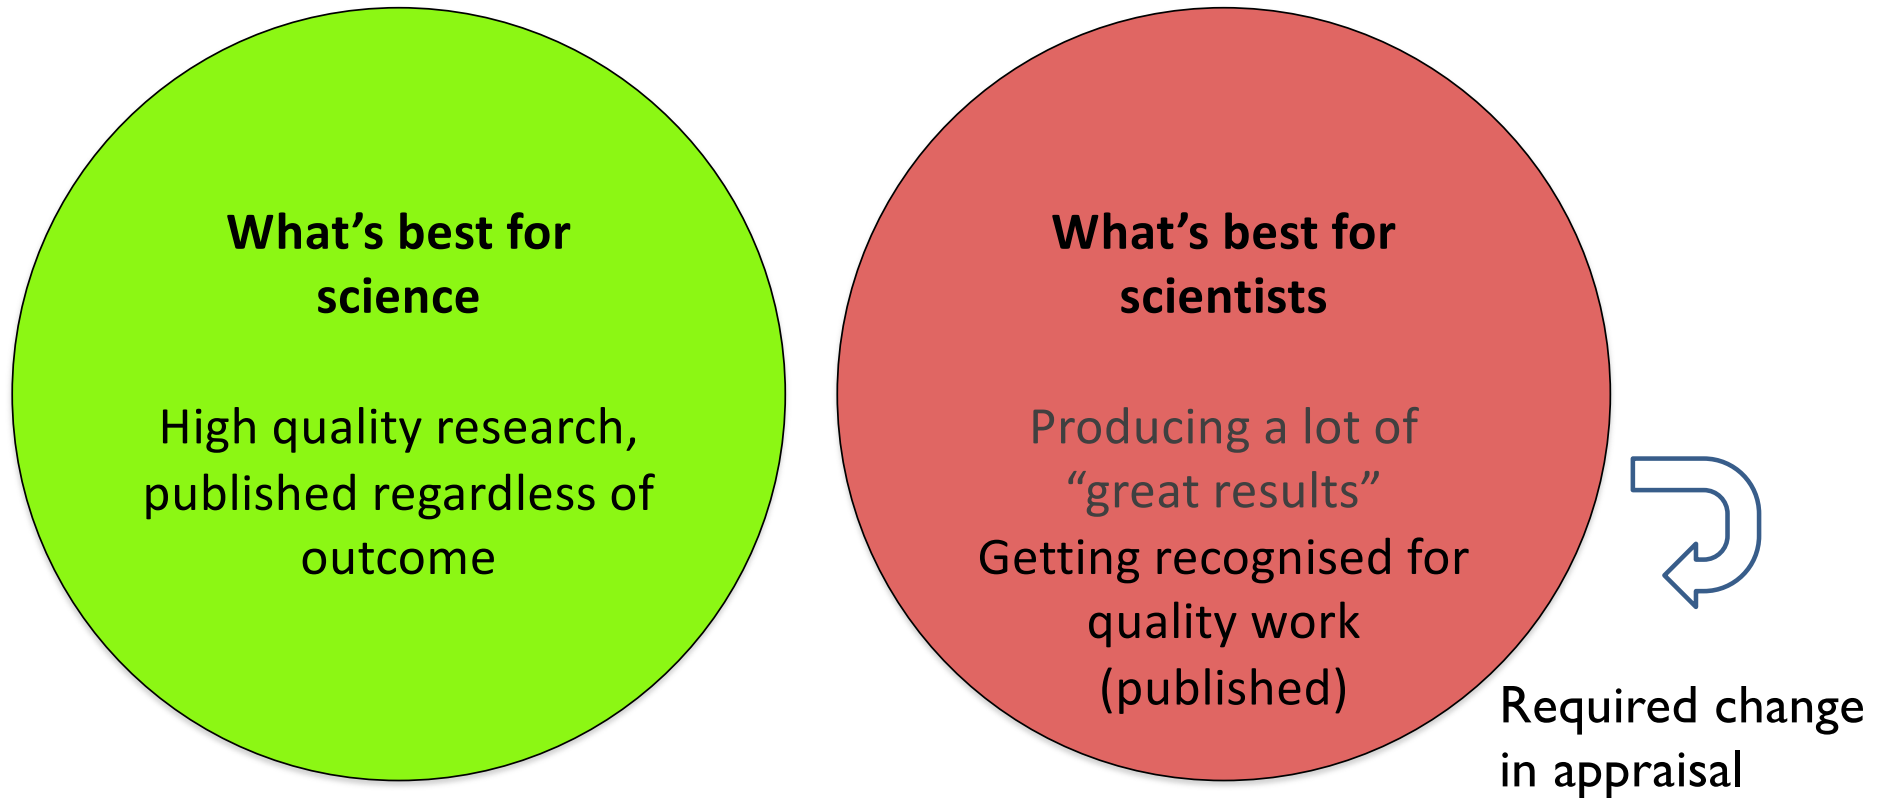 What’s best for
science
High quality research,
published regardless of
outcome
What’s best for
scientists
Producing a lot of
“great results”
Getting recognised for
quality work
(published)
Required change
in appraisal